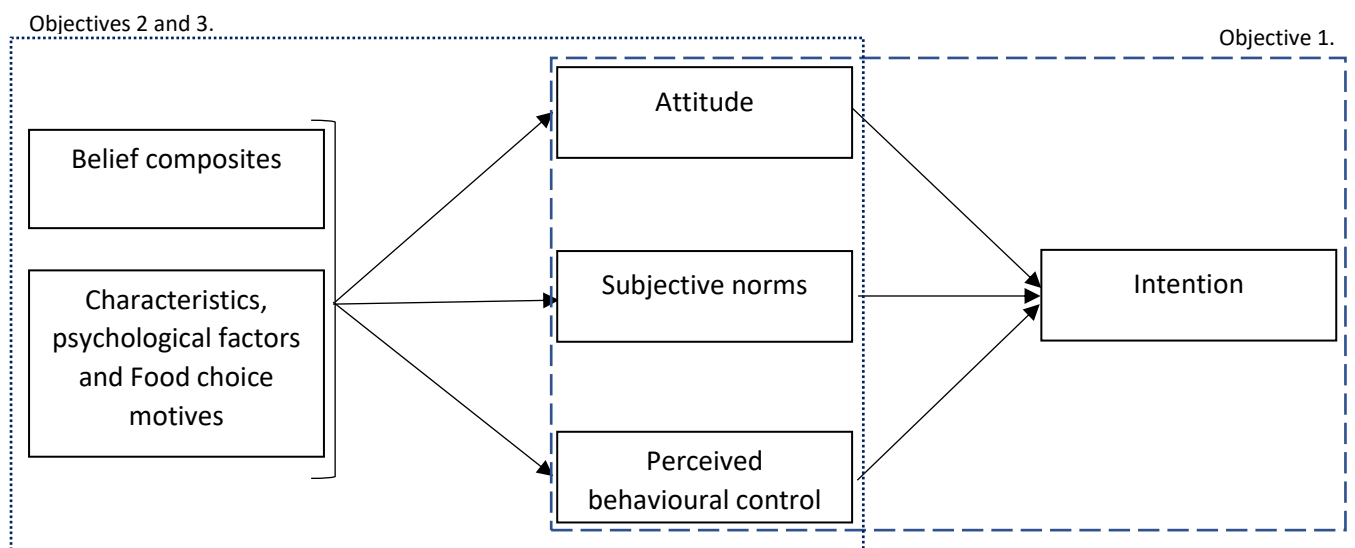 Objectives 2 and 3.
Objective 1.
Attitude
Belief composites
Subjective norms
Intention
Characteristics,
psychological factors
and Food choice
motives
Perceived
behavioural control